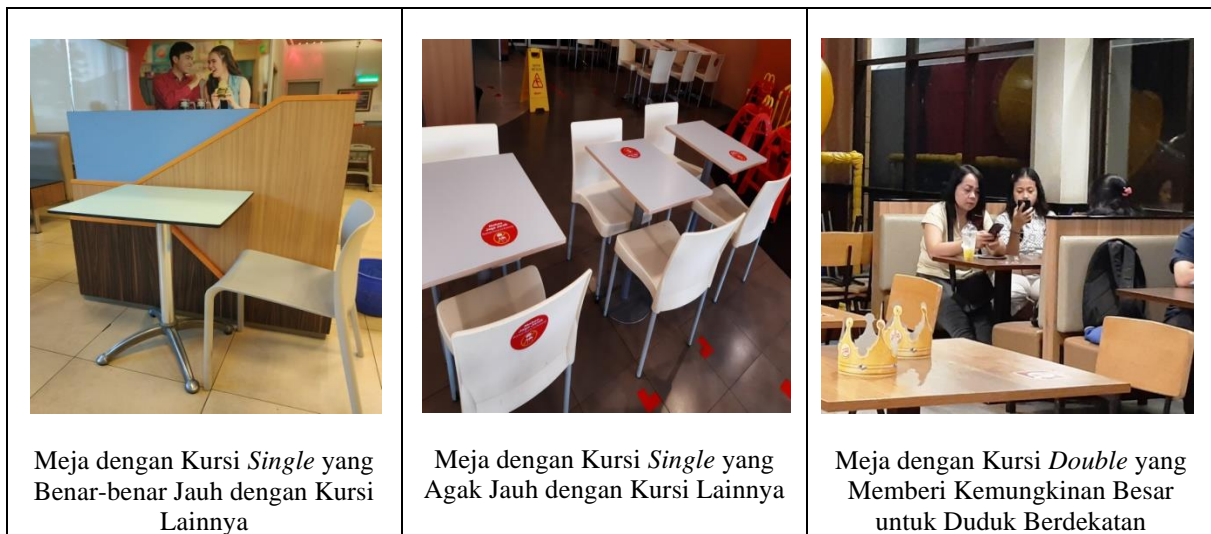 Meja dengan Kursi Single yang
Benar-benar Jauh dengan Kursi
Lainnya
Meja dengan Kursi Single yang
Agak Jauh dengan Kursi Lainnya
Meja dengan Kursi Double yang
Memberi Kemungkinan Besar
untuk Duduk Berdekatan